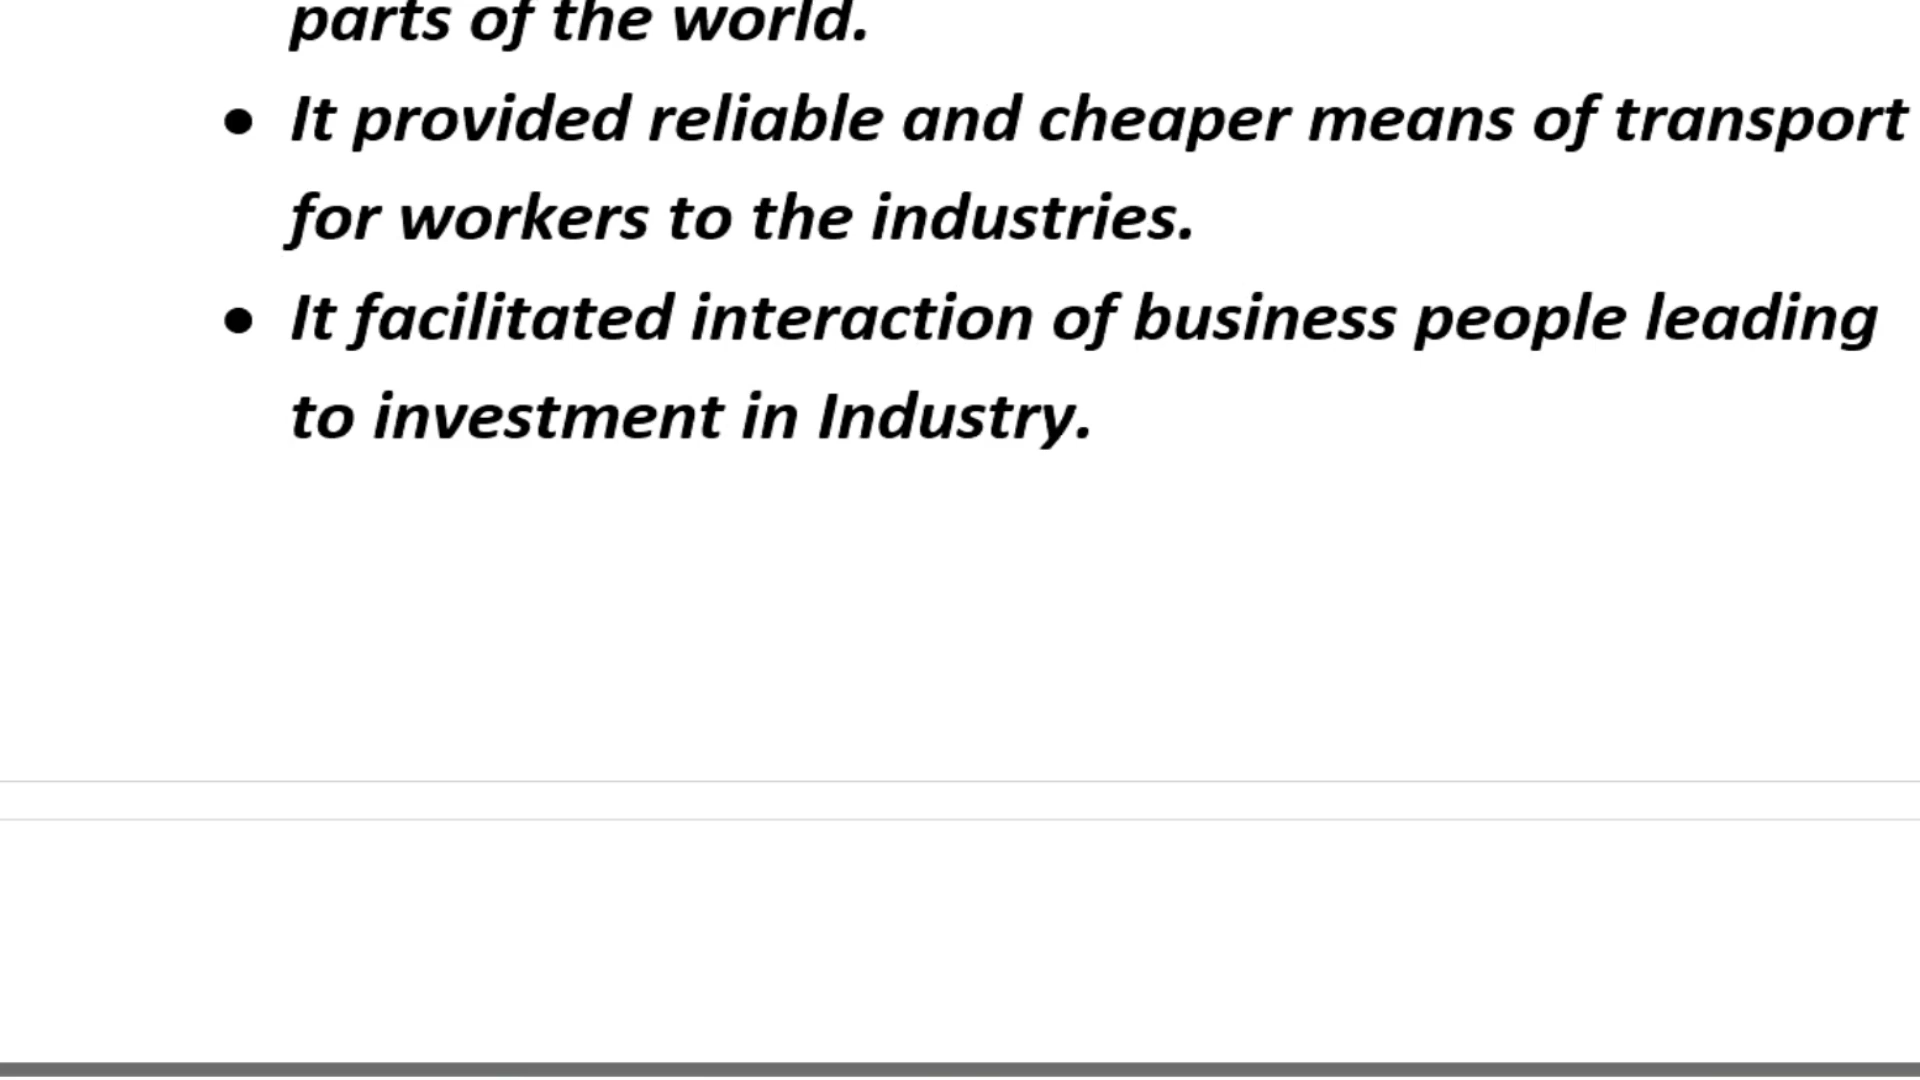 parts of the world.
● It provided reliable and cheaper means of transport
for workers to the industries.
● It facilitated interaction of business people leading
to investment in Industry.